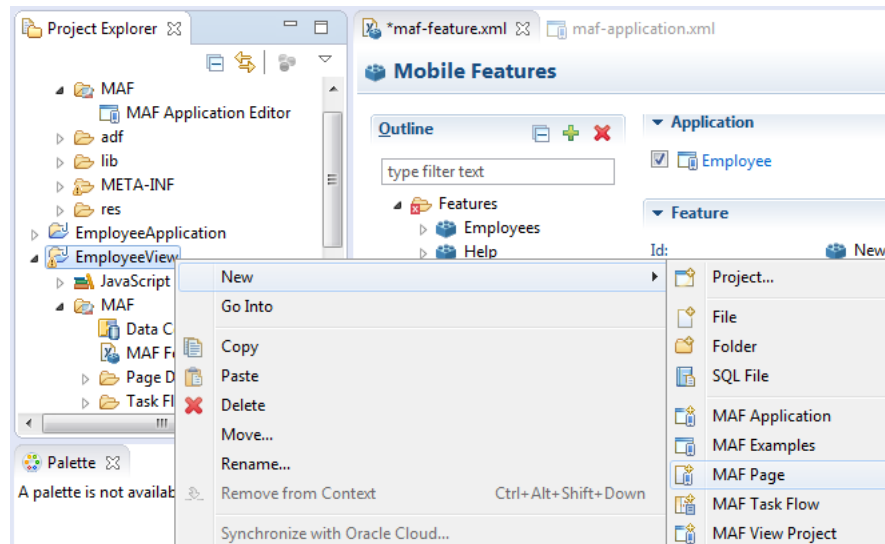 Project Explorer
MAF
MAF Application Editor
adf
lib
META-INF
res
EmployeeApplication
EmployeeView
JavaScript
MAF
Data C
MAF Fe
Page D
Task Fl
Palette
A palette is not availab
*maf-feature.xml
maf-application.xml
Mobile Features
Outline
type filter text
Features
Employees
Help
Application
Employee
Feature
Id:
New
New
Go Into
Copy
Paste
Delete
Move...
Rename...
Remove from Context Ctrl+Alt+Shift+Down
Synchronize with Oracle Cloud...
Project...
File
Folder
SQL File
MAF Application
MAF Examples
MAF Page
MAF Task Flow
MAF View Project